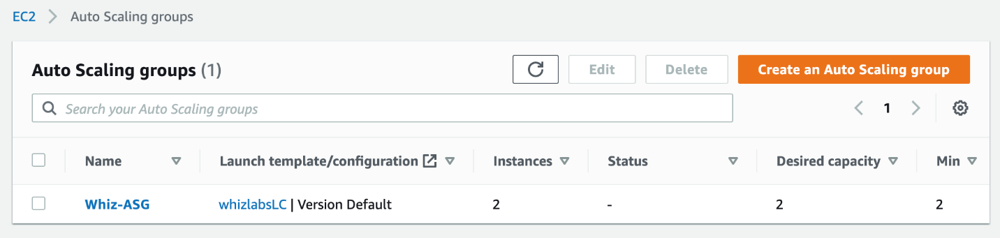 EC2 > Auto Scaling groups
Auto Scaling groups (1)
Edit
Delete
Create an Auto Scaling group
Search your Auto Scaling groups
1
Name Launch template/configuration Instances Status Desired capacity Min
Whiz-ASG whizlabsLC | Version Default 2 - 2 2